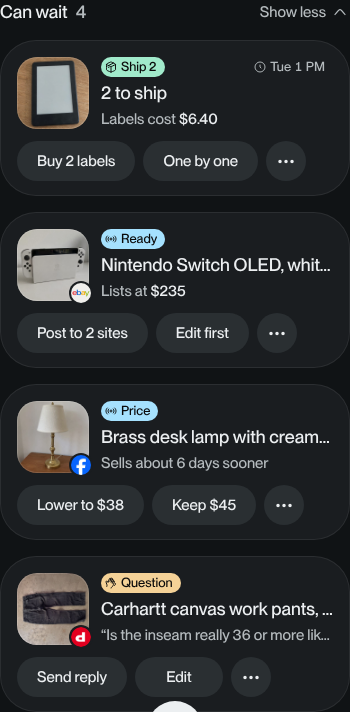 Can wait 4
Show less
Ship 2
Tue 1 PM
2 to ship
Labels cost $6.40
Buy 2 labels
One by one
Ready
Nintendo Switch OLED, whit...
ebay
Lists at $235
Post to 2 sites
Edit first
Price
Brass desk lamp with cream...
Sells about 6 days sooner
Lower to $38
Keep $45
Question
Carhartt canvas work pants, ...
d
“Is the inseam really 36 or more lik...
Send reply
Edit